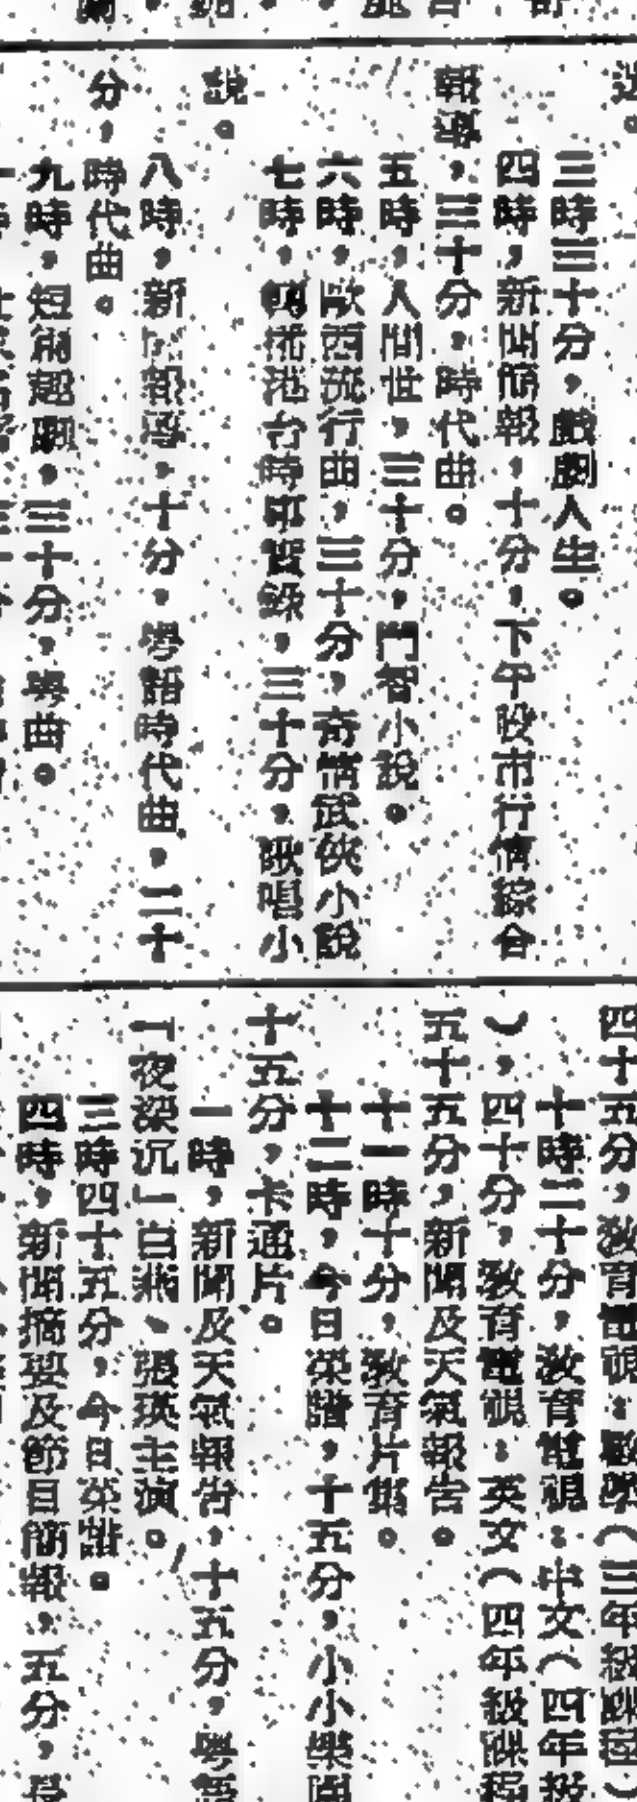 三時三十分，戲劇人生。
四時，新聞簡報，十分，下午股市行情綜合
報導，三十分，時代曲。
五時，人間世，三十分，鬥智小說。
六時，歐西流行曲，三十分，奇情武俠小說
七時，港台時事實錄，三十分，諧唱小
說。
八時，新聞報導，十分，粵語時代曲，二十
分，時代曲。
九時，短篇趣劇，三十分，粵曲。
四十五分，教育電視：數學（三年級課程）
十時二十分，教育電視：中文（四年級
），四十分，教育電視：英文（四年級課程
五十五分，新聞及天氣報告。
十一時十分，教育片集。
十二時，今日菜譜，十五分，小小樂園
十五分，卡通片。
一時，新聞及天氣報告，十五分，粵語
「夜深沉」白燕、張瑛主演。
三時四十五分，今日菜譜。
四時，新聞摘要及節目簡報，五分，